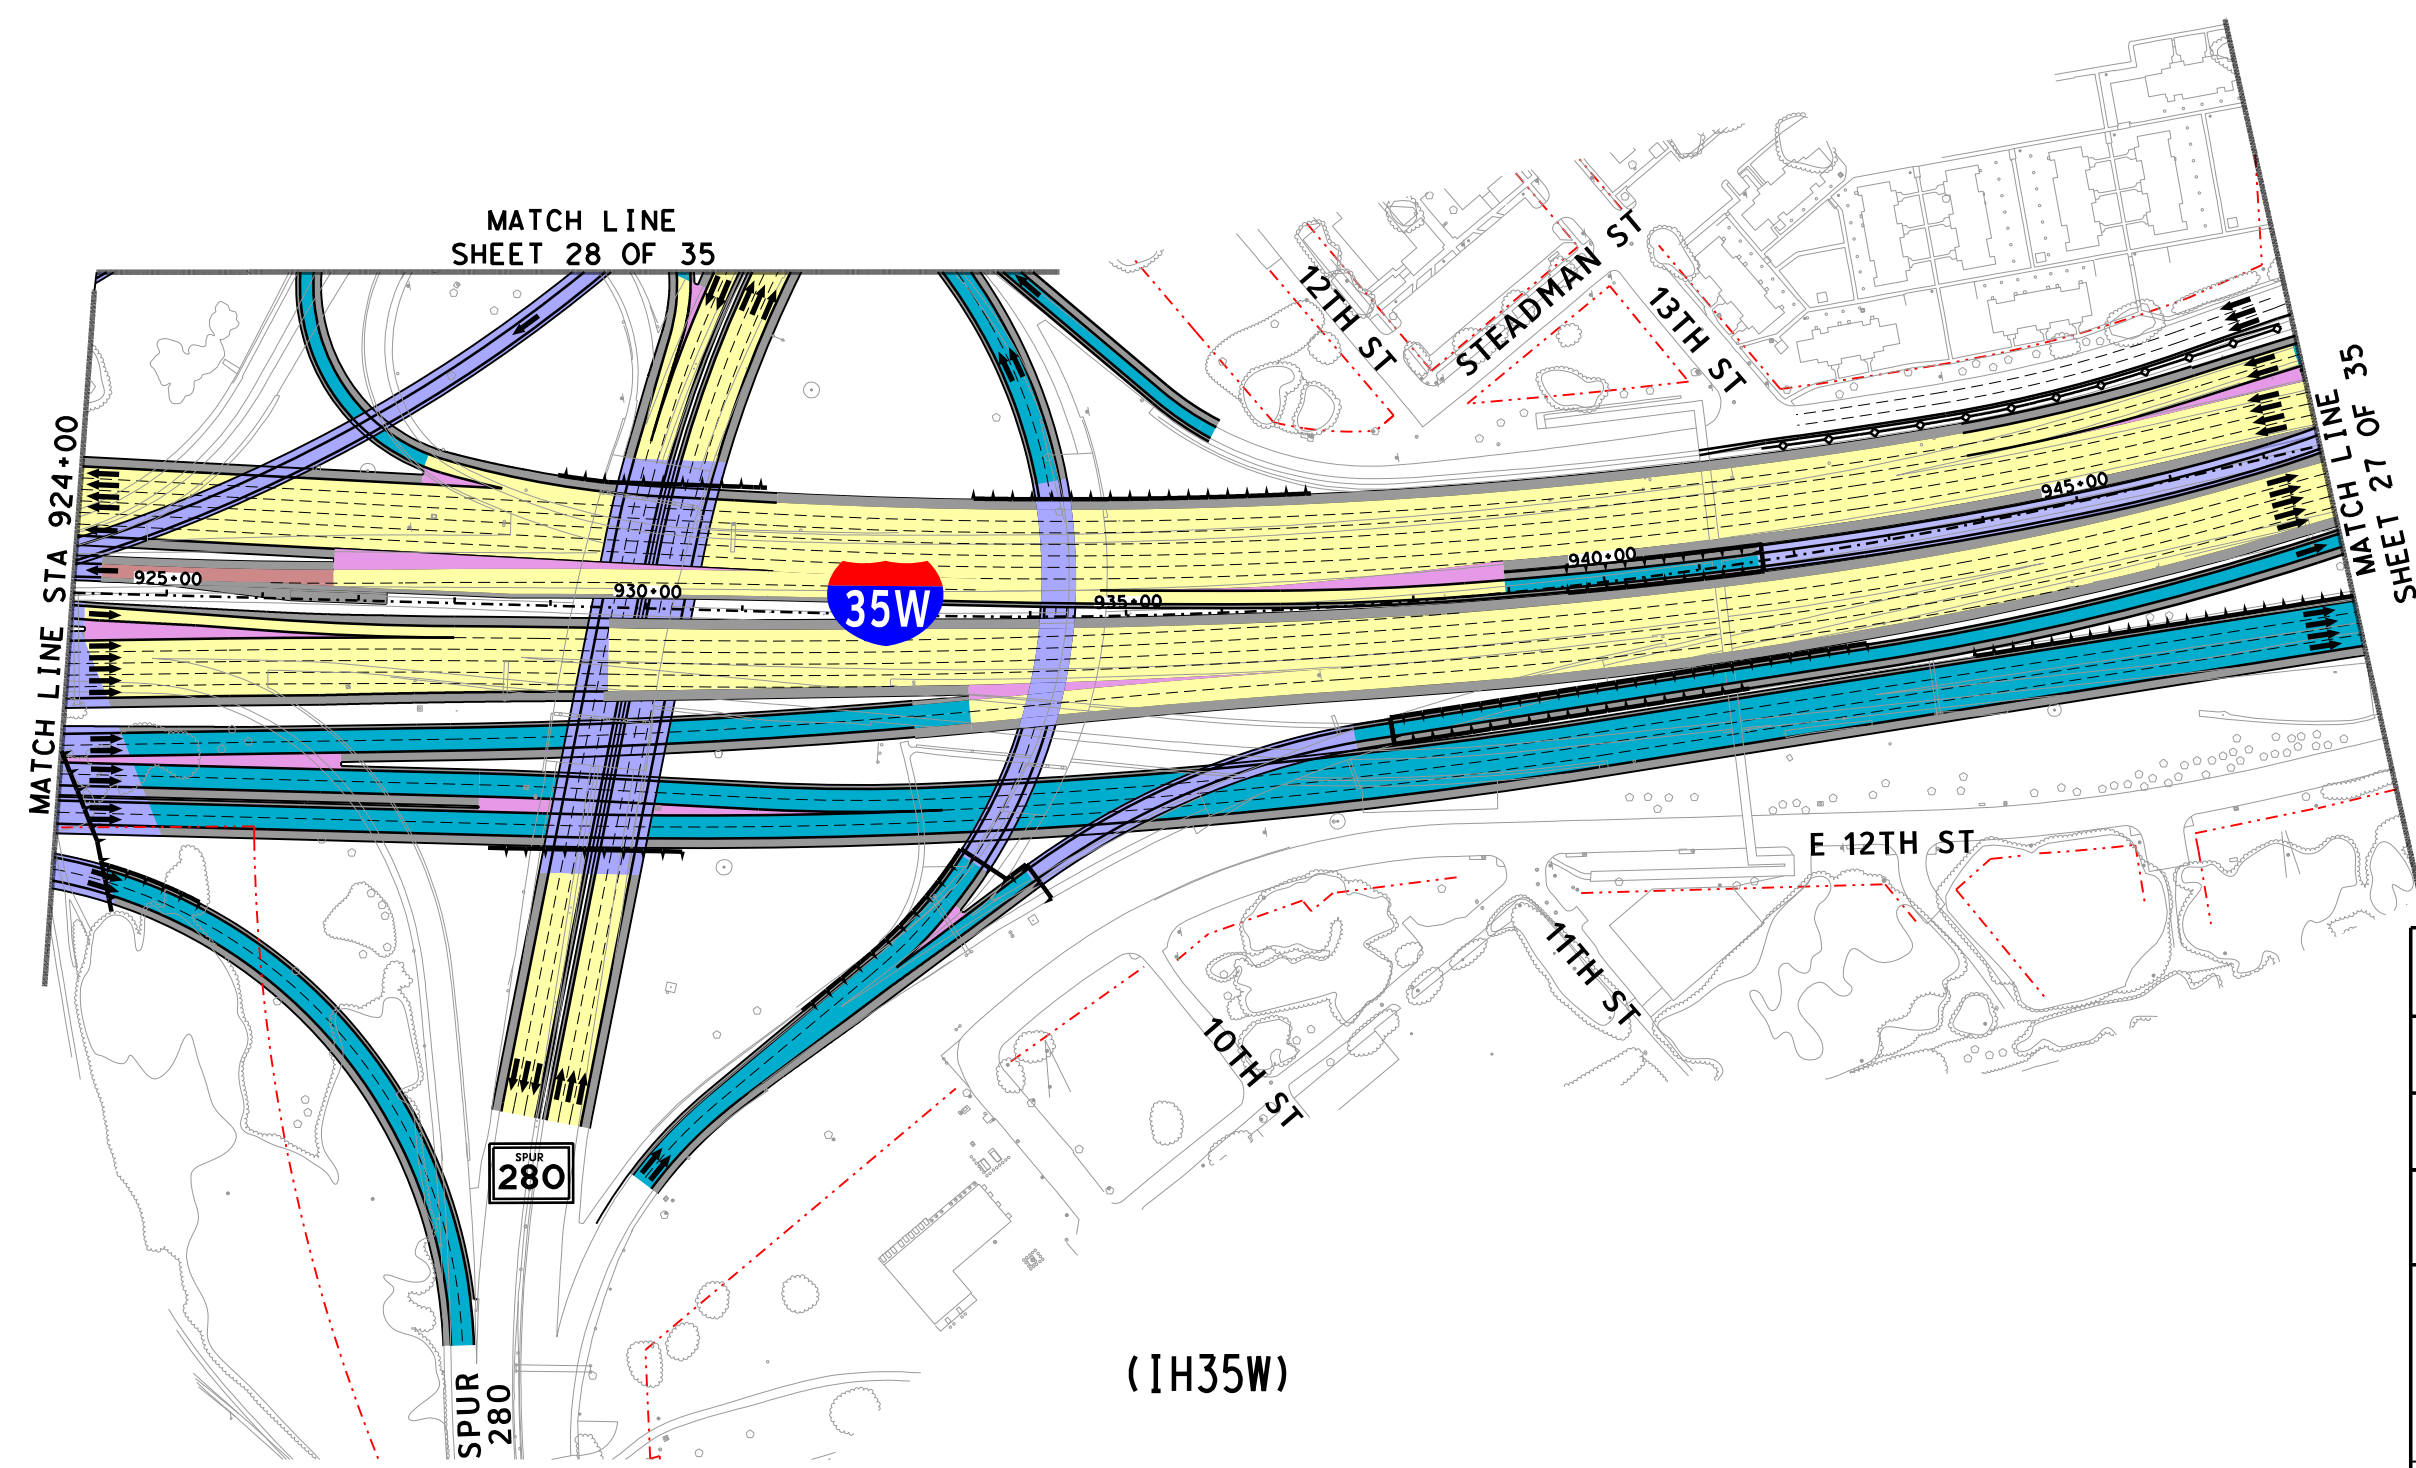 MATCH LINE
SHEET 28 OF 35
MATCH LINE STA 924+00
12TH ST
STEADMAN ST
13TH ST
MATCH LINE
SHEET 27 OF 35
925+00
930+00
935+00
940+00
945+00
35W
E 12TH ST
11TH ST
10TH ST
SPUR
280
SPUR
280
(IH35W)